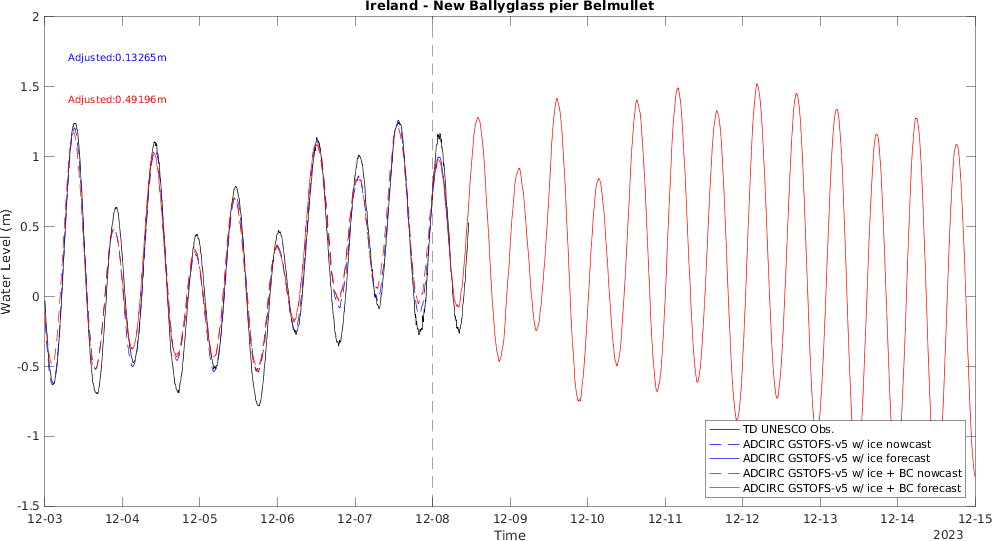 Ireland - New Ballyglass pier Belmullet
2
Adjusted:0.13265m
1.5
Adjusted:0.49196m
1
0.5
0
-0.5
-1
-1.5
Water Level (m)
TD UNESCO Obs.
ADCIRC GSTOFS-v5 w/ ice nowcast
ADCIRC GSTOFS-v5 w/ ice forecast
ADCIRC GSTOFS-v5 w/ ice + BC nowcast
ADCIRC GSTOFS-v5 w/ ice + BC forecast
12-03 12-04 12-05 12-06 12-07 12-08 12-09 12-10 12-11 12-12 12-13 12-14 12-15
Time
2023